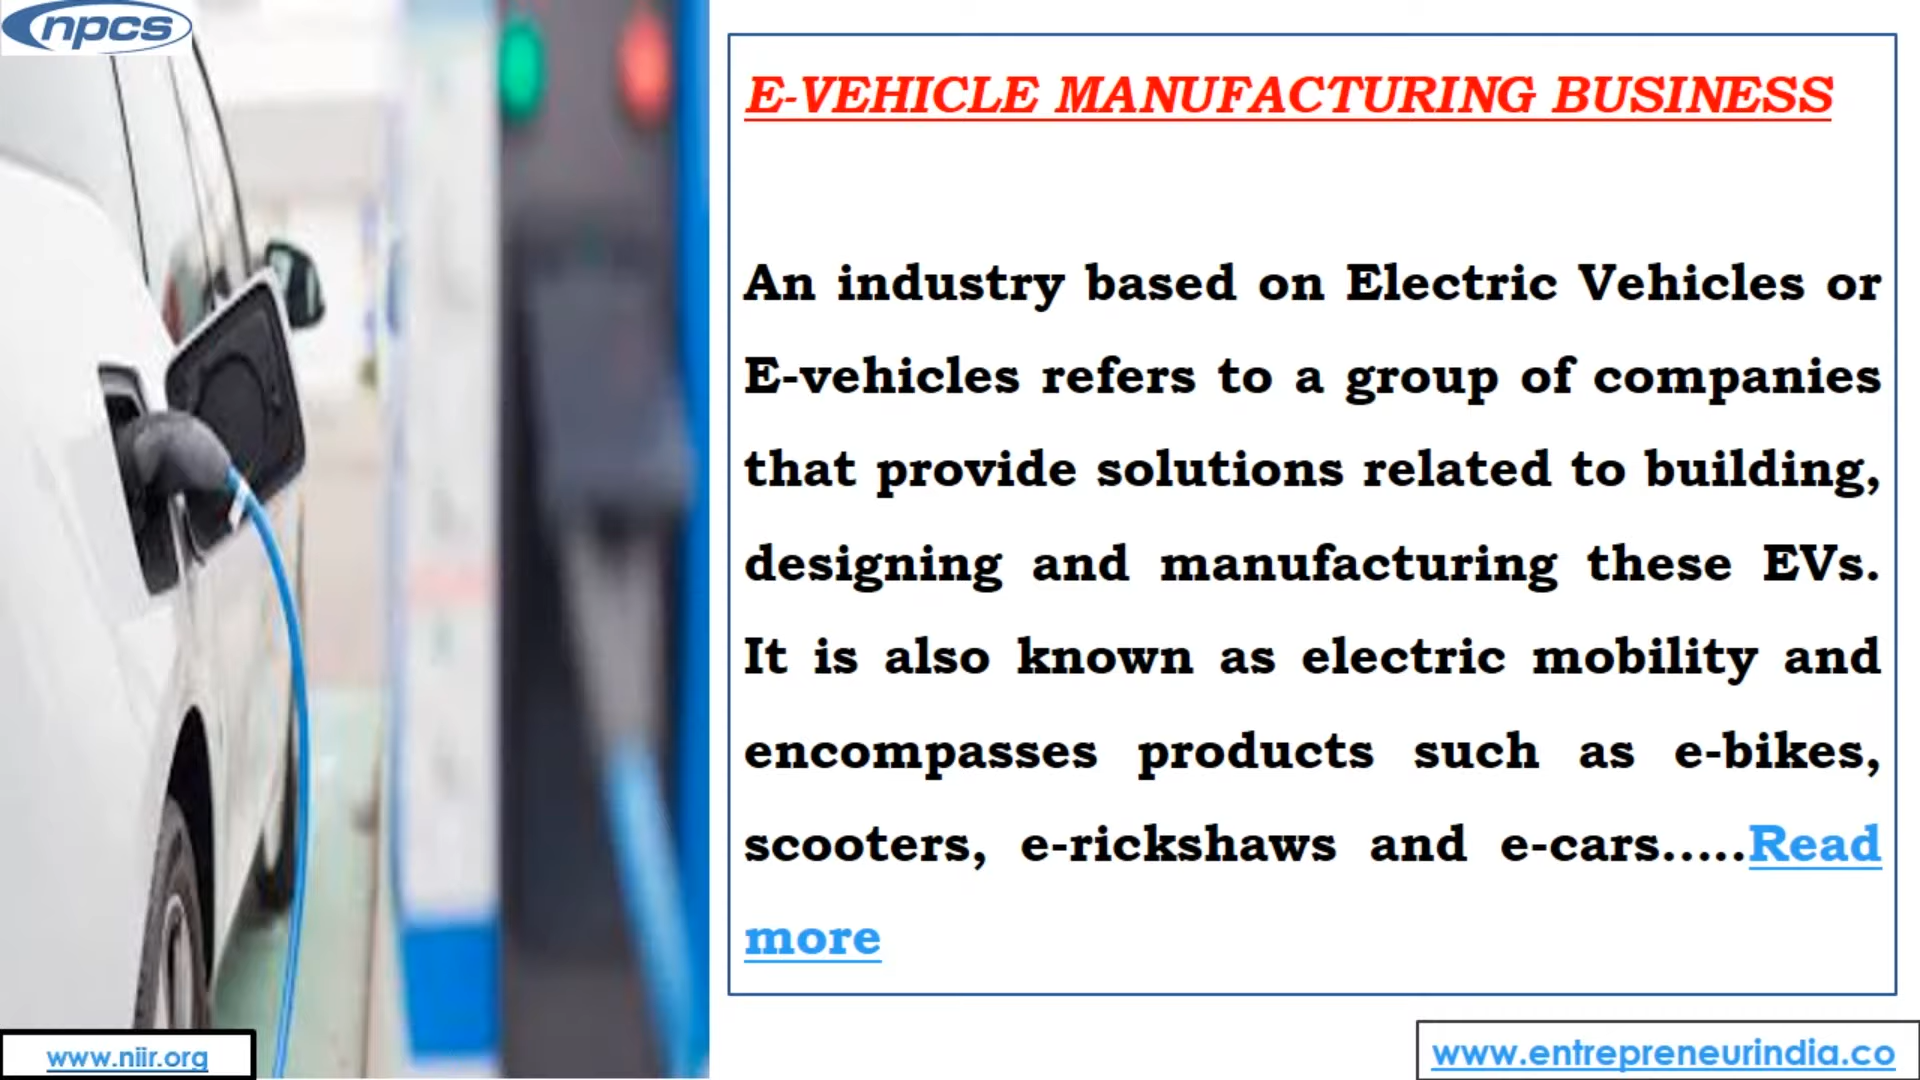 npcs
E-VEHICLE MANUFACTURING BUSINESS
An industry based on Electric Vehicles or
E-vehicles refers to a group of companies
that provide solutions related to building,
designing and manufacturing these EVs.
It is also known as electric mobility and
encompasses products such as e-bikes,
scooters, e-rickshaws and e-cars.....Read
more
www.niir.org
www.entrepreneurindia.co